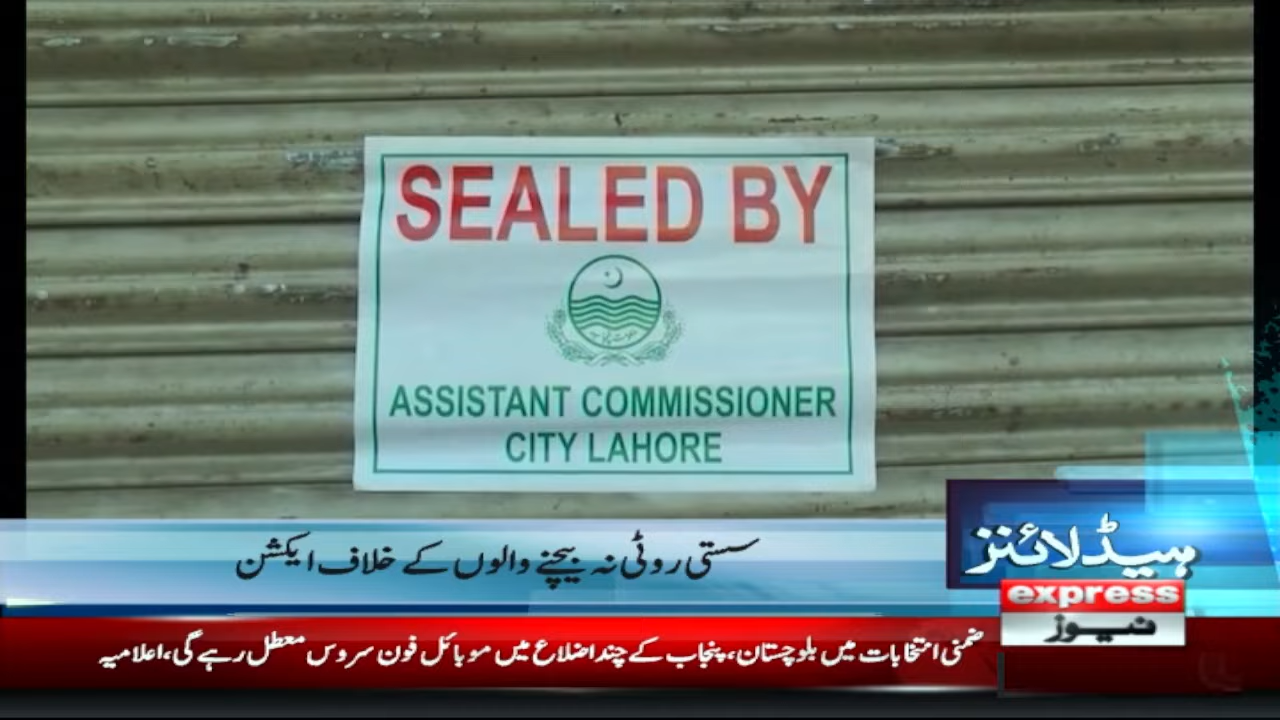 SEALED BY
ASSISTANT COMMISSIONER
CITY LAHORE
سستی روٹی نہ بیچنے والوں کے خلاف ایکشن
ہیڈلائنز
express
نیوز
ضمنی انتخابات میں بلوچستان، پنجاب کے چند اضلاع میں موبائل فون سروس معطل رہے گی، اعلامیہ